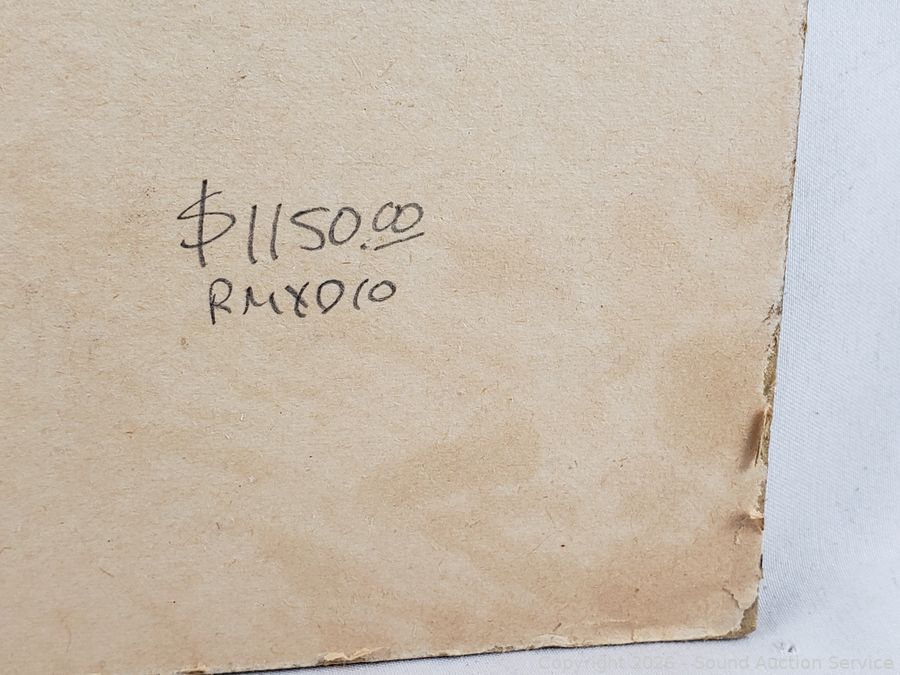 $1150.00
RMXD10
Copyright 2026 - Sound Auction Service